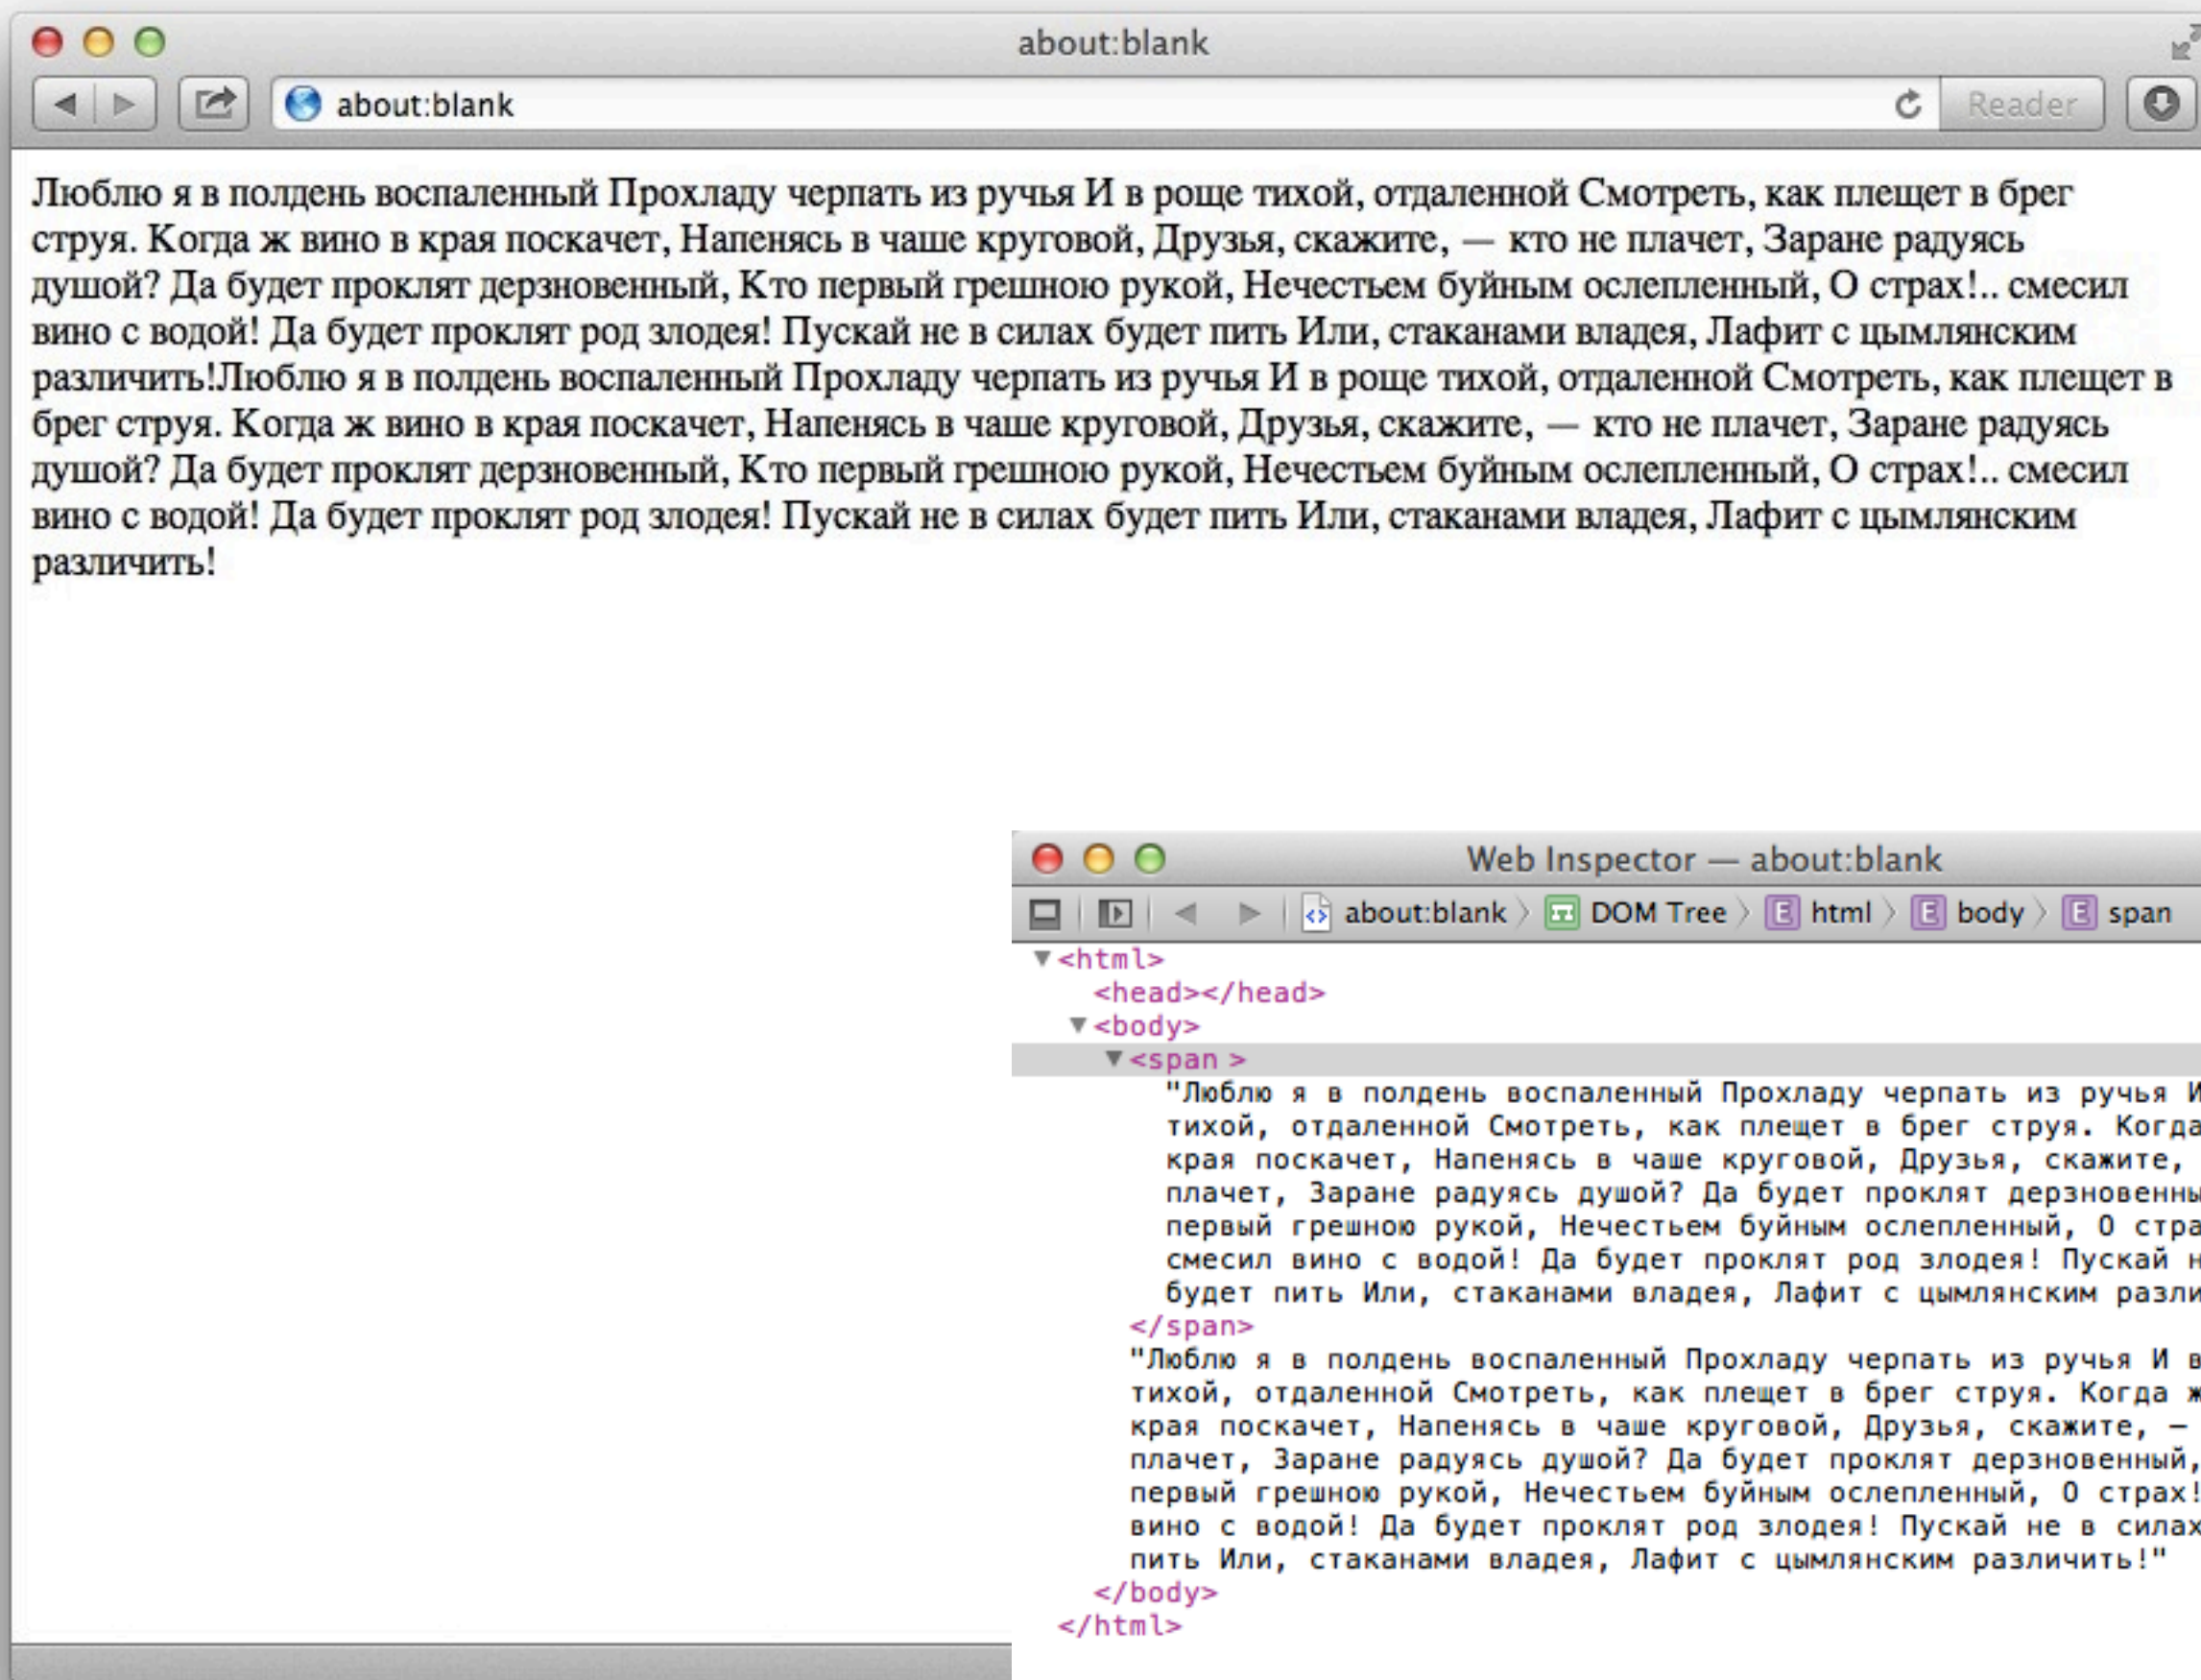 about:blank
about:blank
Reader
Люблю я в полдень воспаленный Прохладу черпать из ручья И в роще тихой, отдаленной Смотреть, как плещет в брег
струя. Когда ж вино в края поскачет, Напенясь в чаше круговой, Друзья, скажите, — кто не плачет, Заране радуясь
душой? Да будет проклят дерзновенный, Кто первый грешною рукой, Нечестьем буйным ослепленный, О страх!.. смесил
вино с водой! Да будет проклят род злодея! Пускай не в силах будет пить Или, стаканами владея, Лафит с цымлянским
различить!Люблю я в полдень воспаленный Прохладу черпать из ручья И в роще тихой, отдаленной Смотреть, как плещет в
брег струя. Когда ж вино в края поскачет, Напенясь в чаше круговой, Друзья, скажите, — кто не плачет, Заране радуясь
душой? Да будет проклят дерзновенный, Кто первый грешною рукой, Нечестьем буйным ослепленный, О страх!.. смесил
вино с водой! Да будет проклят род злодея! Пускай не в силах будет пить Или, стаканами владея, Лафит с цымлянским
различить!
Web Inspector — about:blank
about:blank DOM Tree E html E body E span
<html>
<head></head>
<body>
<span >
"Люблю я в полдень воспаленный Прохладу черпать из ручья И
тихой, отдаленной Смотреть, как плещет в брег струя. Когда
края поскачет, Напенясь в чаше круговой, Друзья, скажите,
плачет, Заране радуясь душой? Да будет проклят дерзновенны
первый грешною рукой, Нечестьем буйным ослепленный, О стра
смесил вино с водой! Да будет проклят род злодея! Пускай н
будет пить Или, стаканами владея, Лафит с цымлянским разли
</span>
"Люблю я в полдень воспаленный Прохладу черпать из ручья И в
тихой, отдаленной Смотреть, как плещет в брег струя. Когда ж
края поскачет, Напенясь в чаше круговой, Друзья, скажите, —
плачет, Заране радуясь душой? Да будет проклят дерзновенный,
первый грешною рукой, Нечестьем буйным ослепленный, О страх!
вино с водой! Да будет проклят род злодея! Пускай не в силах
пить Или, стаканами владея, Лафит с цымлянским различить!"
</body>
</html>